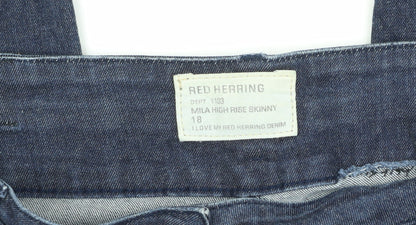 RED HERRING
DEPT 1123
MILA HIGH RISE SKINNY
18
I LOVE MY RED HERRING DENIM